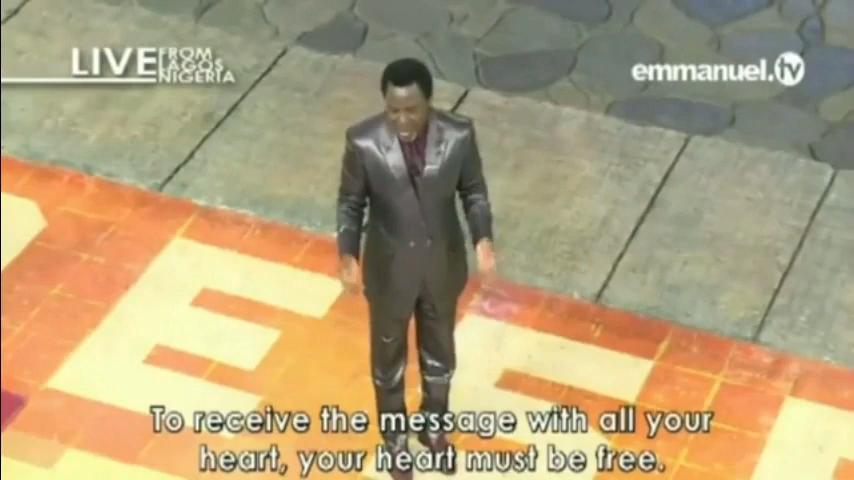 LIVE FROM LAGOS NIGERIA
emmanuel.tv
To receive the message with all your
heart, your heart must be free.